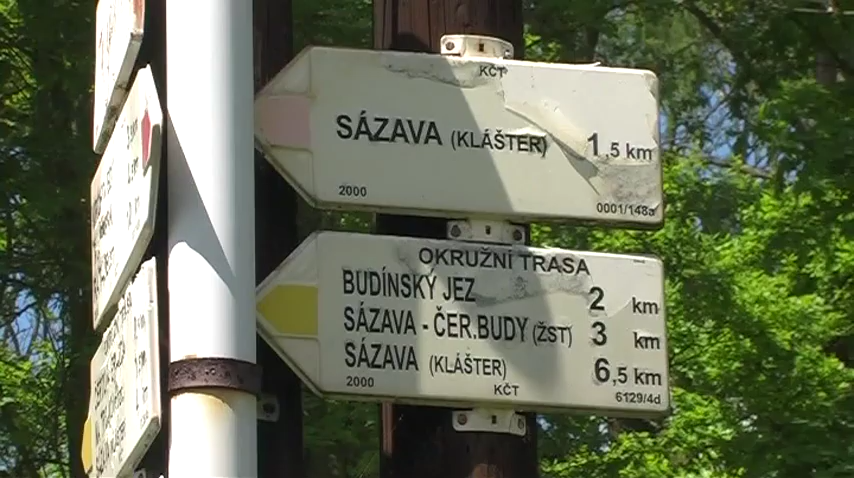 KČT
SÁZAVA (KLÁŠTER) 1,5 km
2000 0001/148a
OKRUŽNÍ TRASA
BUDÍNSKÝ JEZ 2 km
SÁZAVA - ČER.BUDY (ŽST) 3 km
SÁZAVA (KLÁŠTER) 6,5 km
2000 KČT 6129/4d